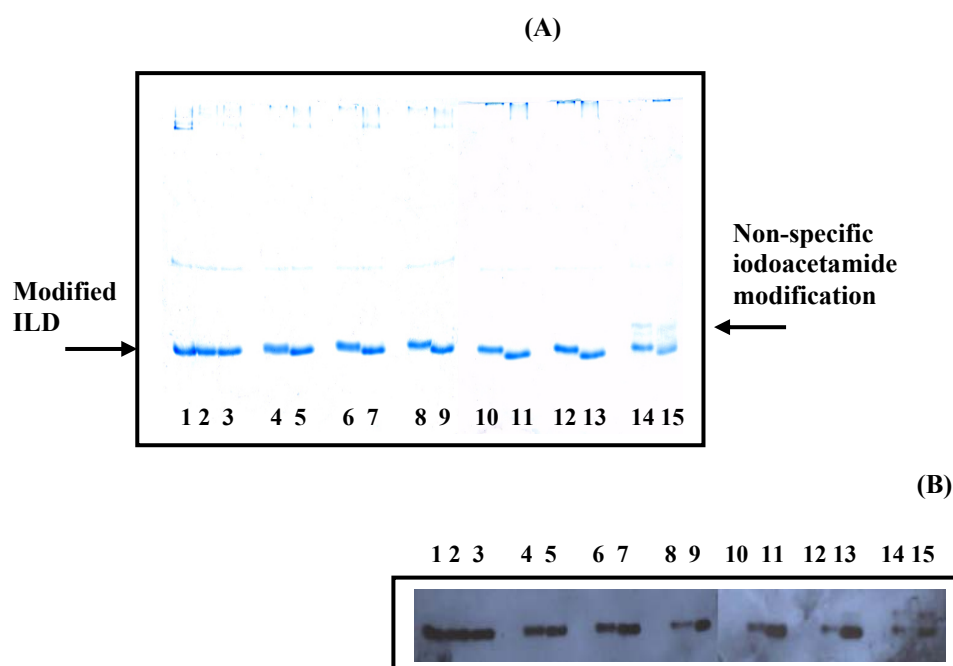 (A)
Non-specific
iodoacetamide
modification
Modified
ILD
1 2 3 4 5 6 7 8 9 10 11 12 13 14 15
(B)
1 2 3 4 5 6 7 8 9 10 11 12 13 14 15